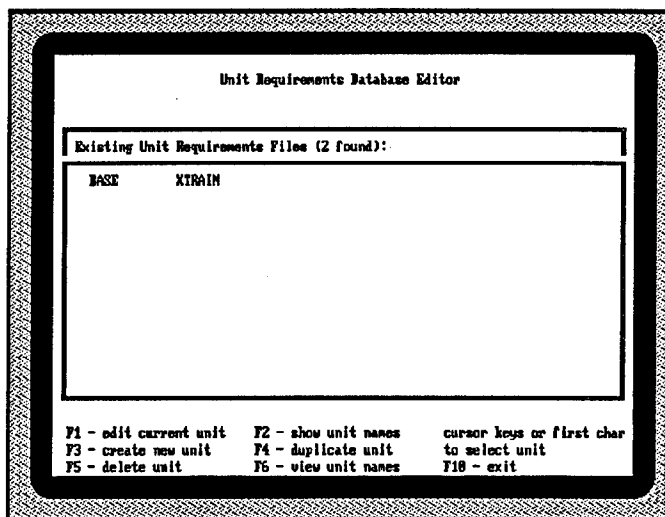 Unit Requirements Database Editor
Existing Unit Requirements Files (2 found):
BASE XTRAIN
F1 - edit current unit F2 - show unit names cursor keys or first char
F3 - create new unit F4 - duplicate unit to select unit
F5 - delete unit F6 - view unit names F10 - exit